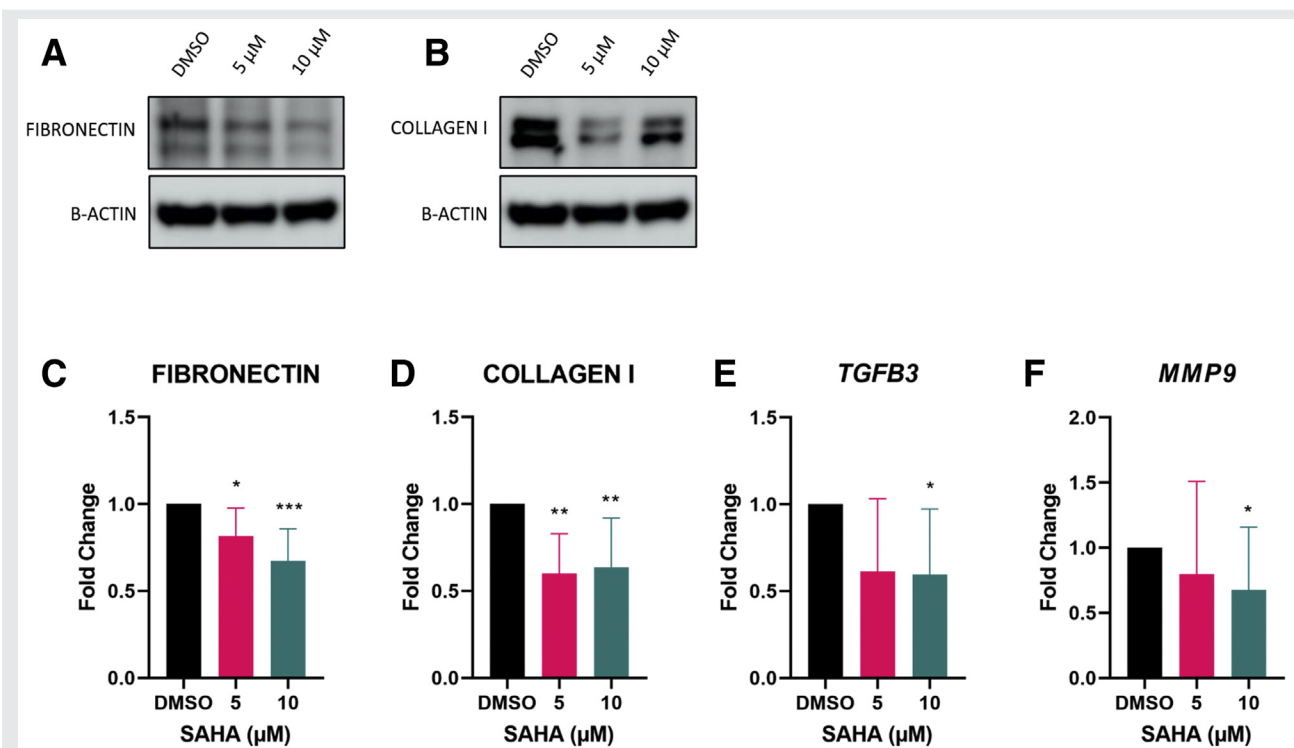 A
DMSO
5 µM
10 µM
FIBRONECTIN
B-ACTIN
B
DMSO
5 µM
10 µM
COLLAGEN I
B-ACTIN
C
FIBRONECTIN
Fold Change
1.5
1.0
0.5
0.0
*
***
DMSO 5 10
SAHA (µM)
D
COLLAGEN I
Fold Change
1.5
1.0
0.5
0.0
**
**
DMSO 5 10
SAHA (µM)
E
TGFB3
Fold Change
1.5
1.0
0.5
0.0
*
DMSO 5 10
SAHA (µM)
F
MMP9
Fold Change
2.0
1.5
1.0
0.5
0.0
*
DMSO 5 10
SAHA (µM)